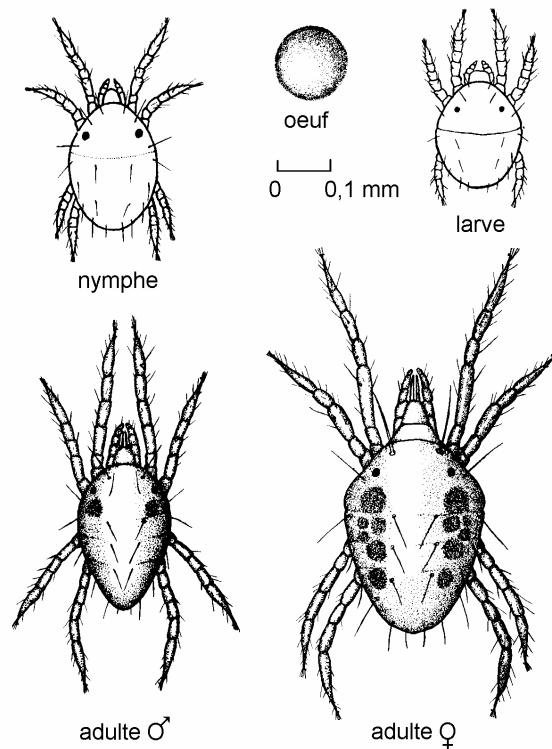 oeuf
0 0,1 mm
larve
nymphe
adulte ♂
adulte ♀